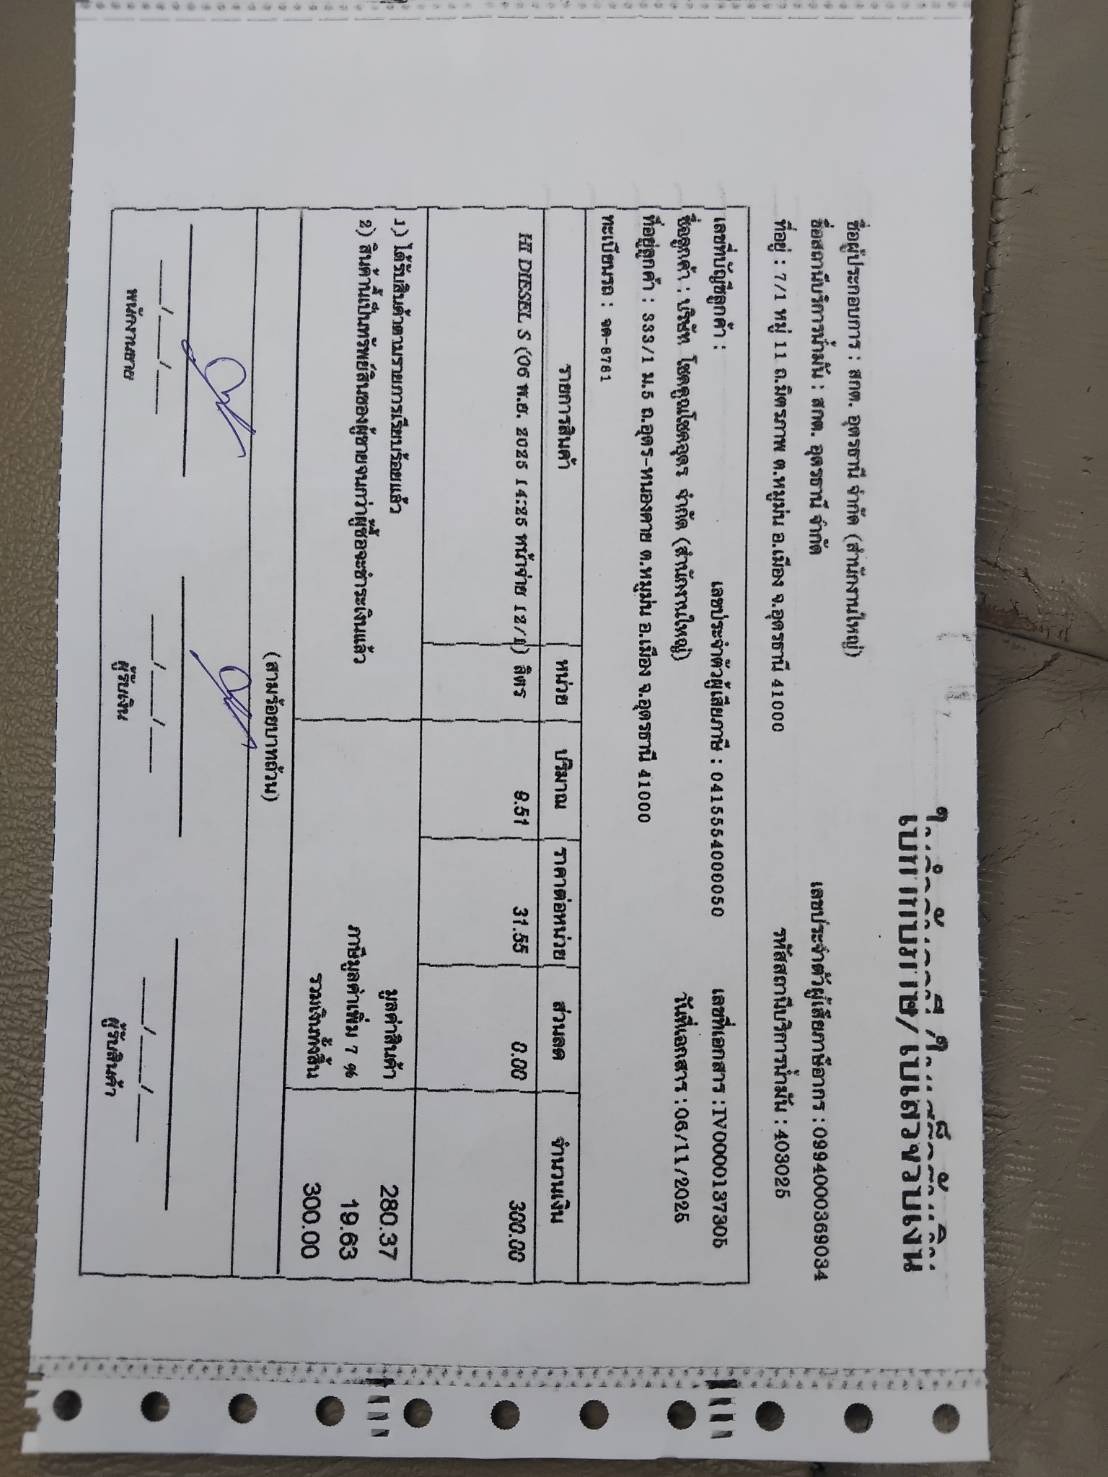 ใบกำกับภาษี/ใบเสร็จรับเงิน
ชื่อผู้ประกอบการ : สกต. อุดรธานี จำกัด (สำนักงานใหญ่)
ชื่อสถานีบริการน้ำมัน : สกต. อุดรธานี จำกัด เลขประจำตัวผู้เสียภาษีอากร : 0994000369034
ที่อยู่ : 7/1 หมู่ 11 ถ.มิตรภาพ ต.หมูม่น อ.เมือง จ.อุดรธานี 41000 รหัสสถานีบริการน้ำมัน : 403025
เลขที่บัญชีลูกค้า : เลขประจำตัวผู้เสียภาษี : 0415554000050 เลขที่เอกสาร :IV0000137305
ชื่อลูกค้า : บริษัท โชคคูณโชคอุดร จำกัด (สำนักงานใหญ่) วันที่เอกสาร :06/11/2025
ที่อยู่ลูกค้า : 333/1 ม.5 ถ.อุดร-หนองคาย ต.หมูม่น อ.เมือง จ.อุดรธานี 41000
ทะเบียนรถ : จค-8781
รายการสินค้า หน่วย ปริมาณ ราคาต่อหน่วย ส่วนลด จำนวนเงิน
HI DIESEL S (06 พ.ย. 2025 14:25 หน้าจ่าย 12/1) ลิตร 9.51 31.55 0.00 300.00
1) ได้รับสินค้าตามรายการเรียบร้อยแล้ว มูลค่าสินค้า 280.37
2) สินค้านี้เป็นทรัพย์สินของผู้ขายจนกว่าผู้ซื้อจะชำระเงินแล้ว ภาษีมูลค่าเพิ่ม 7 % 19.63
รวมเงินทั้งสิ้น 300.00
(สามร้อยบาทถ้วน)
___/___/___ ___/___/___ ___/___/___
พนักงานขาย ผู้รับเงิน ผู้รับสินค้า